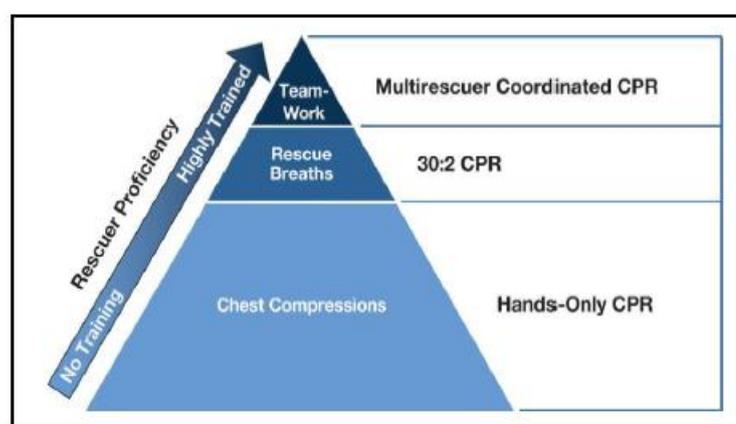 Rescuer Proficiency
Highly Trained
No Training
Team-
Work
Multirescuer Coordinated CPR
Rescue
Breaths
30:2 CPR
Chest Compressions
Hands-Only CPR